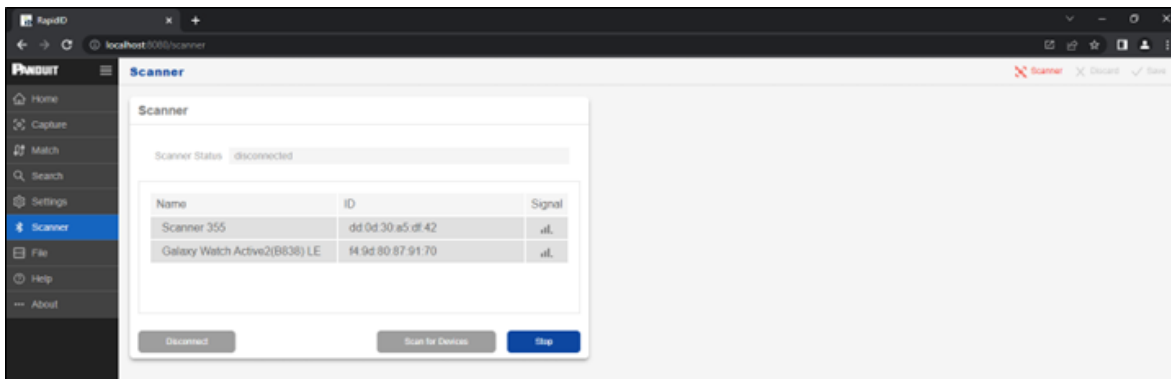 RapidID
localhost:8080/scanner
PANDUIT
Scanner
Scanner Discard Save
Home
Capture
Match
Search
Settings
Scanner
File
Help
About
Scanner
Scanner Status disconnected
Name ID Signal
Scanner 355 dd:0d:30:a5:df:42
Galaxy Watch Active2(B838) LE f4:9d:80:87:91:70
Disconnect Scan for Devices Stop